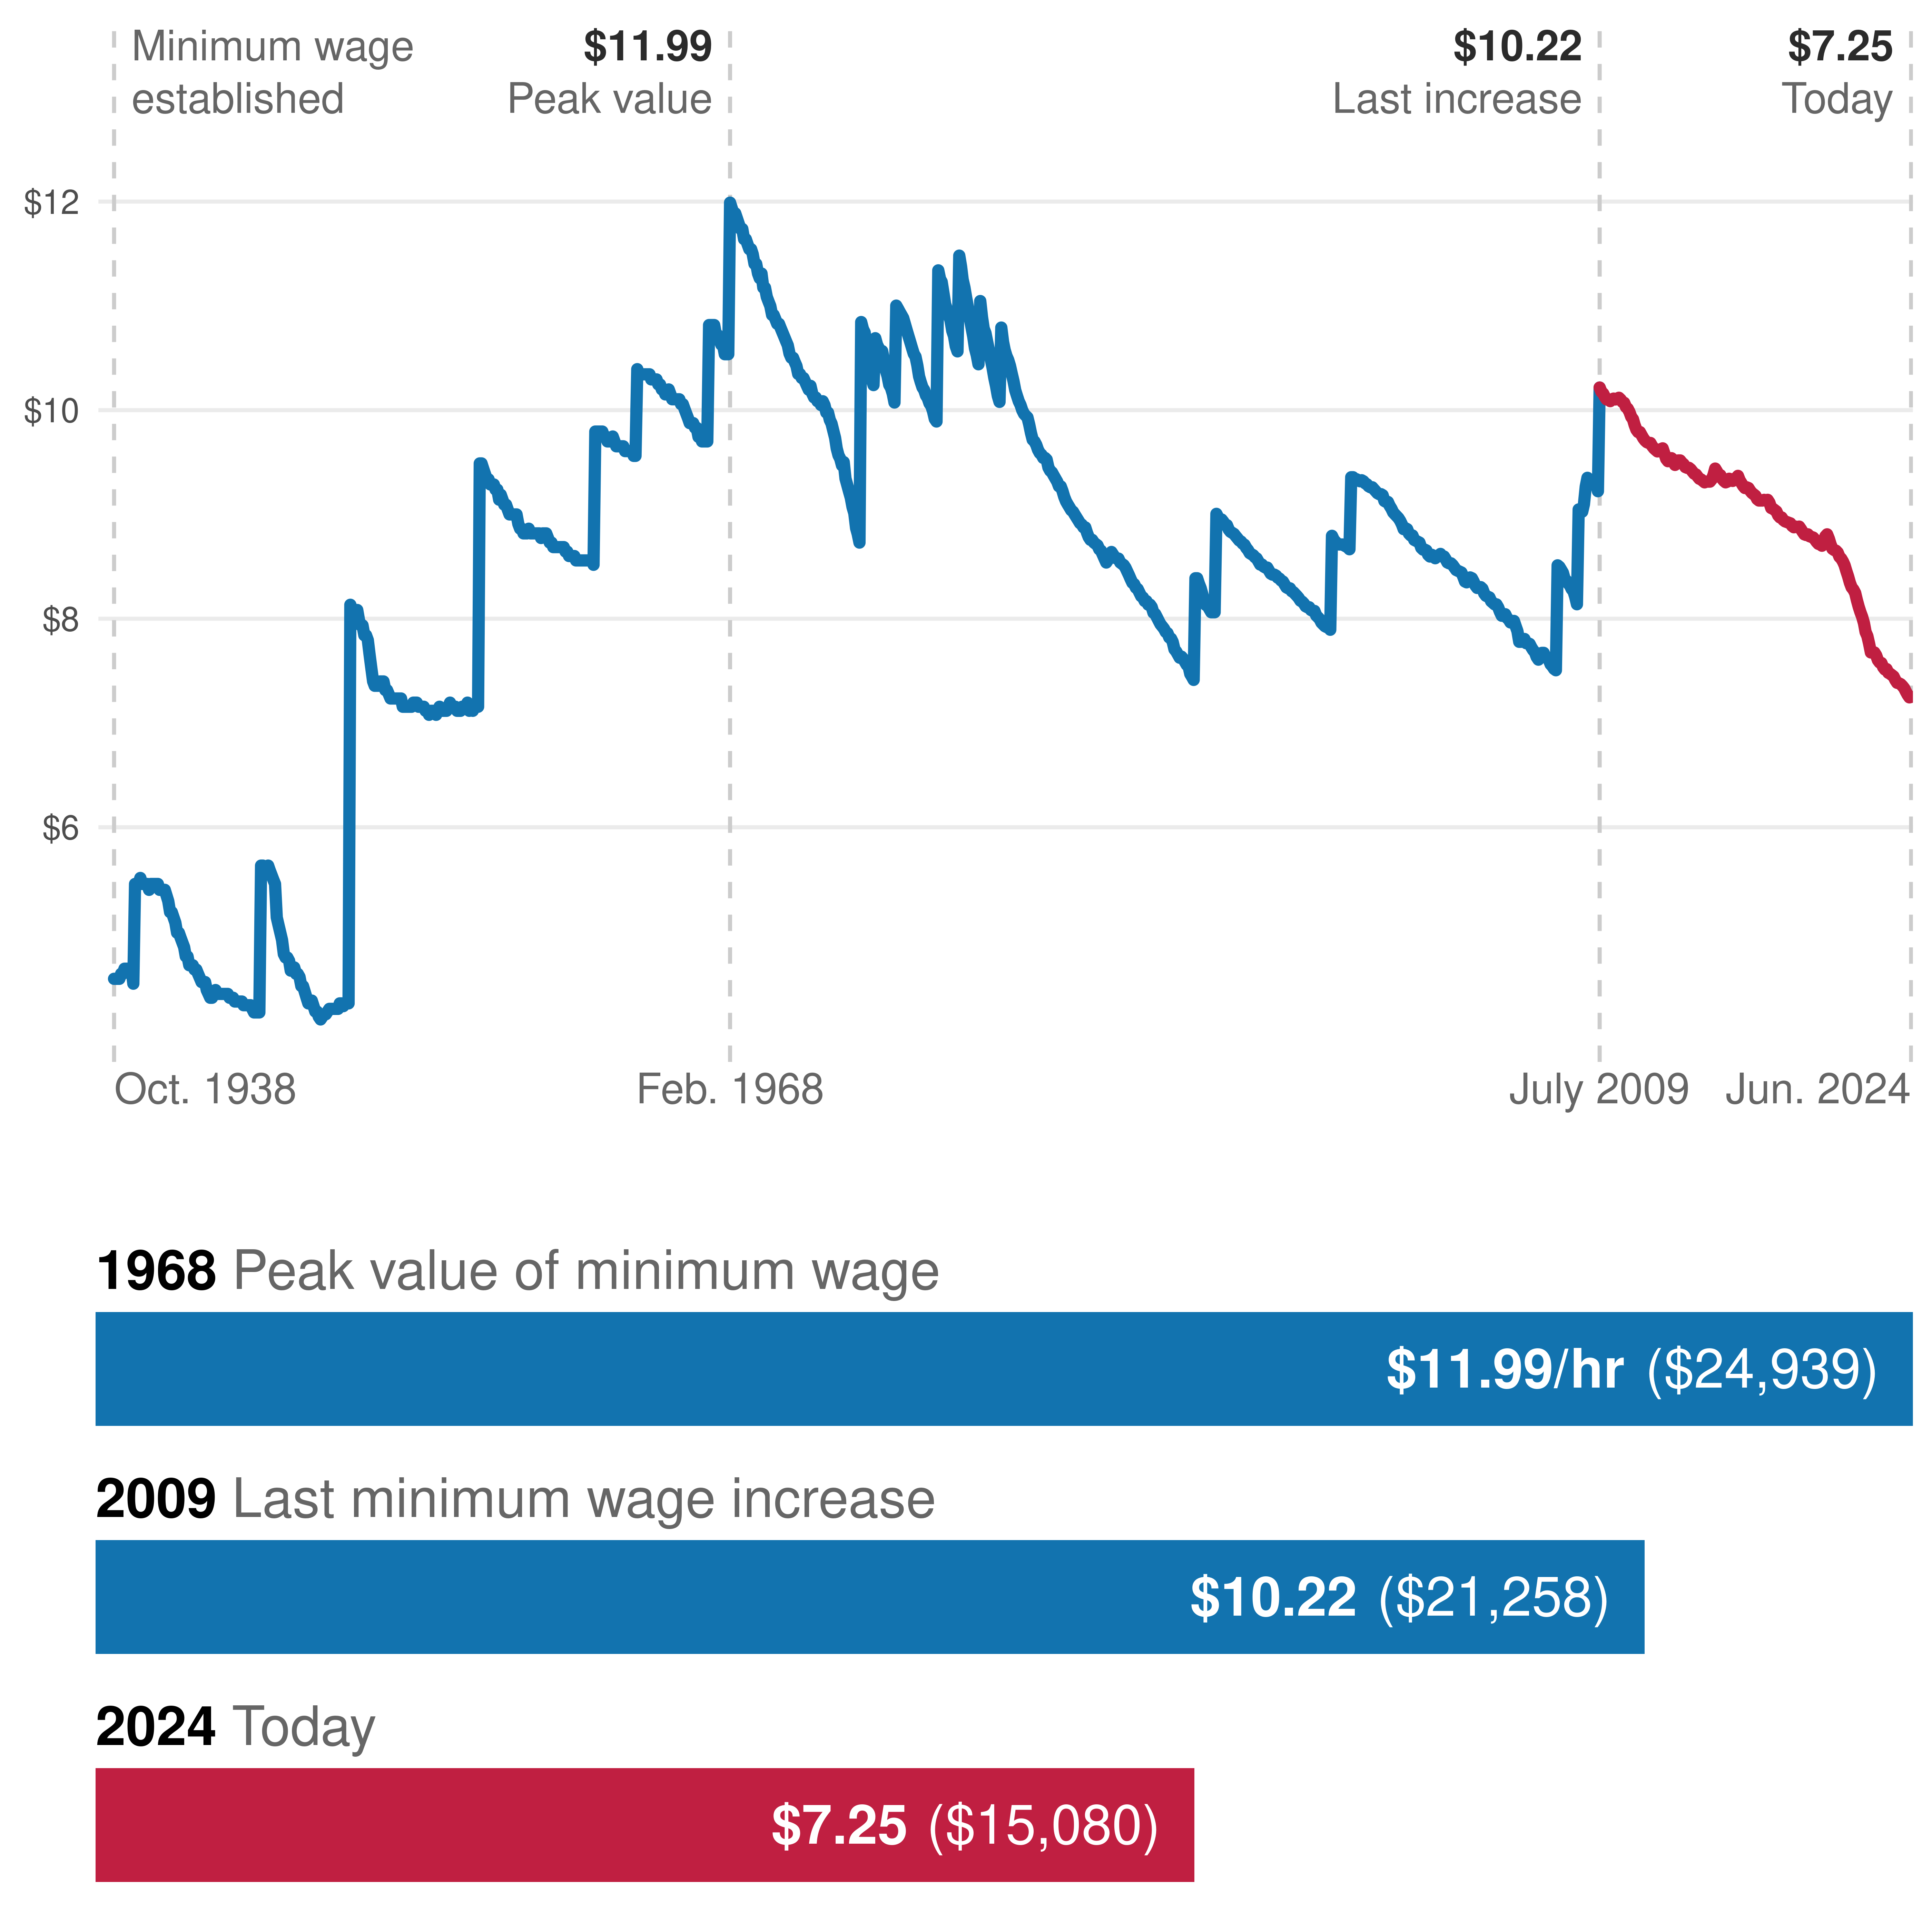 Minimum wage
established
$11.99
Peak value
$10.22
Last increase
$7.25
Today
$12
$10
$8
$6
Oct. 1938
Feb. 1968
July 2009
Jun. 2024
1968 Peak value of minimum wage
$11.99/hr ($24,939)
2009 Last minimum wage increase
$10.22 ($21,258)
2024 Today
$7.25 ($15,080)